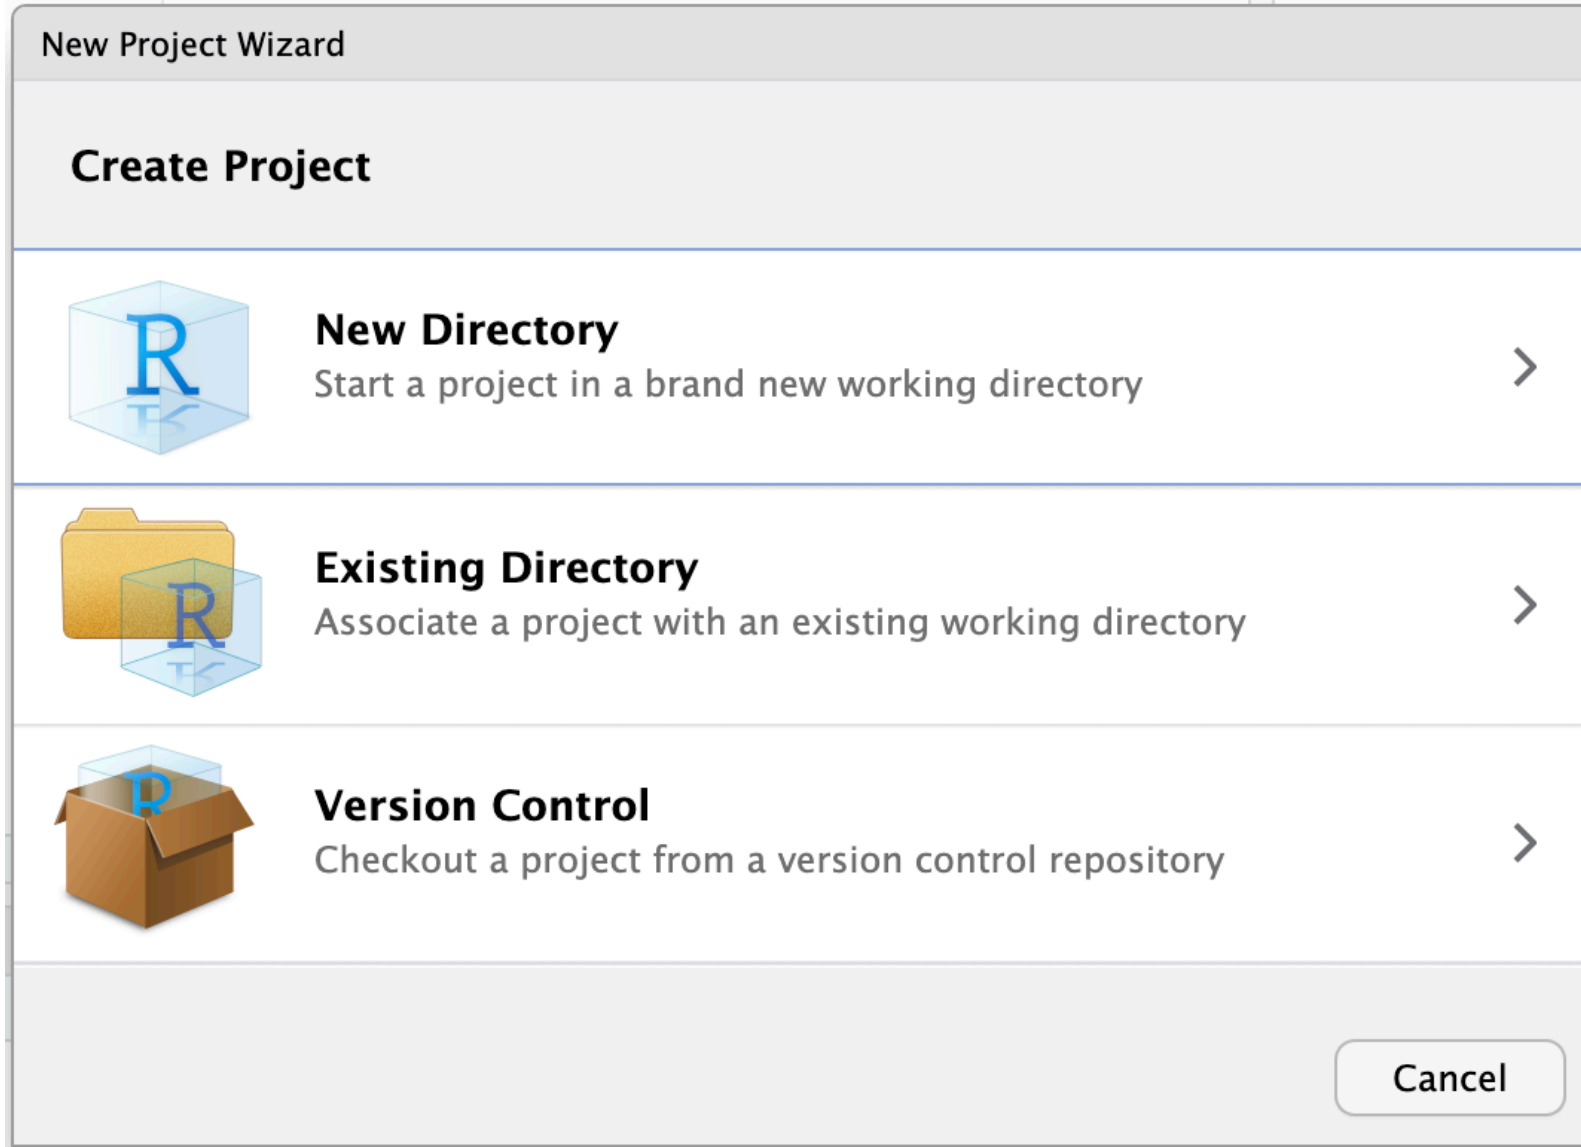 New Project Wizard
Create Project
R
New Directory
Start a project in a brand new working directory
R
Existing Directory
Associate a project with an existing working directory
R
Version Control
Checkout a project from a version control repository
Cancel